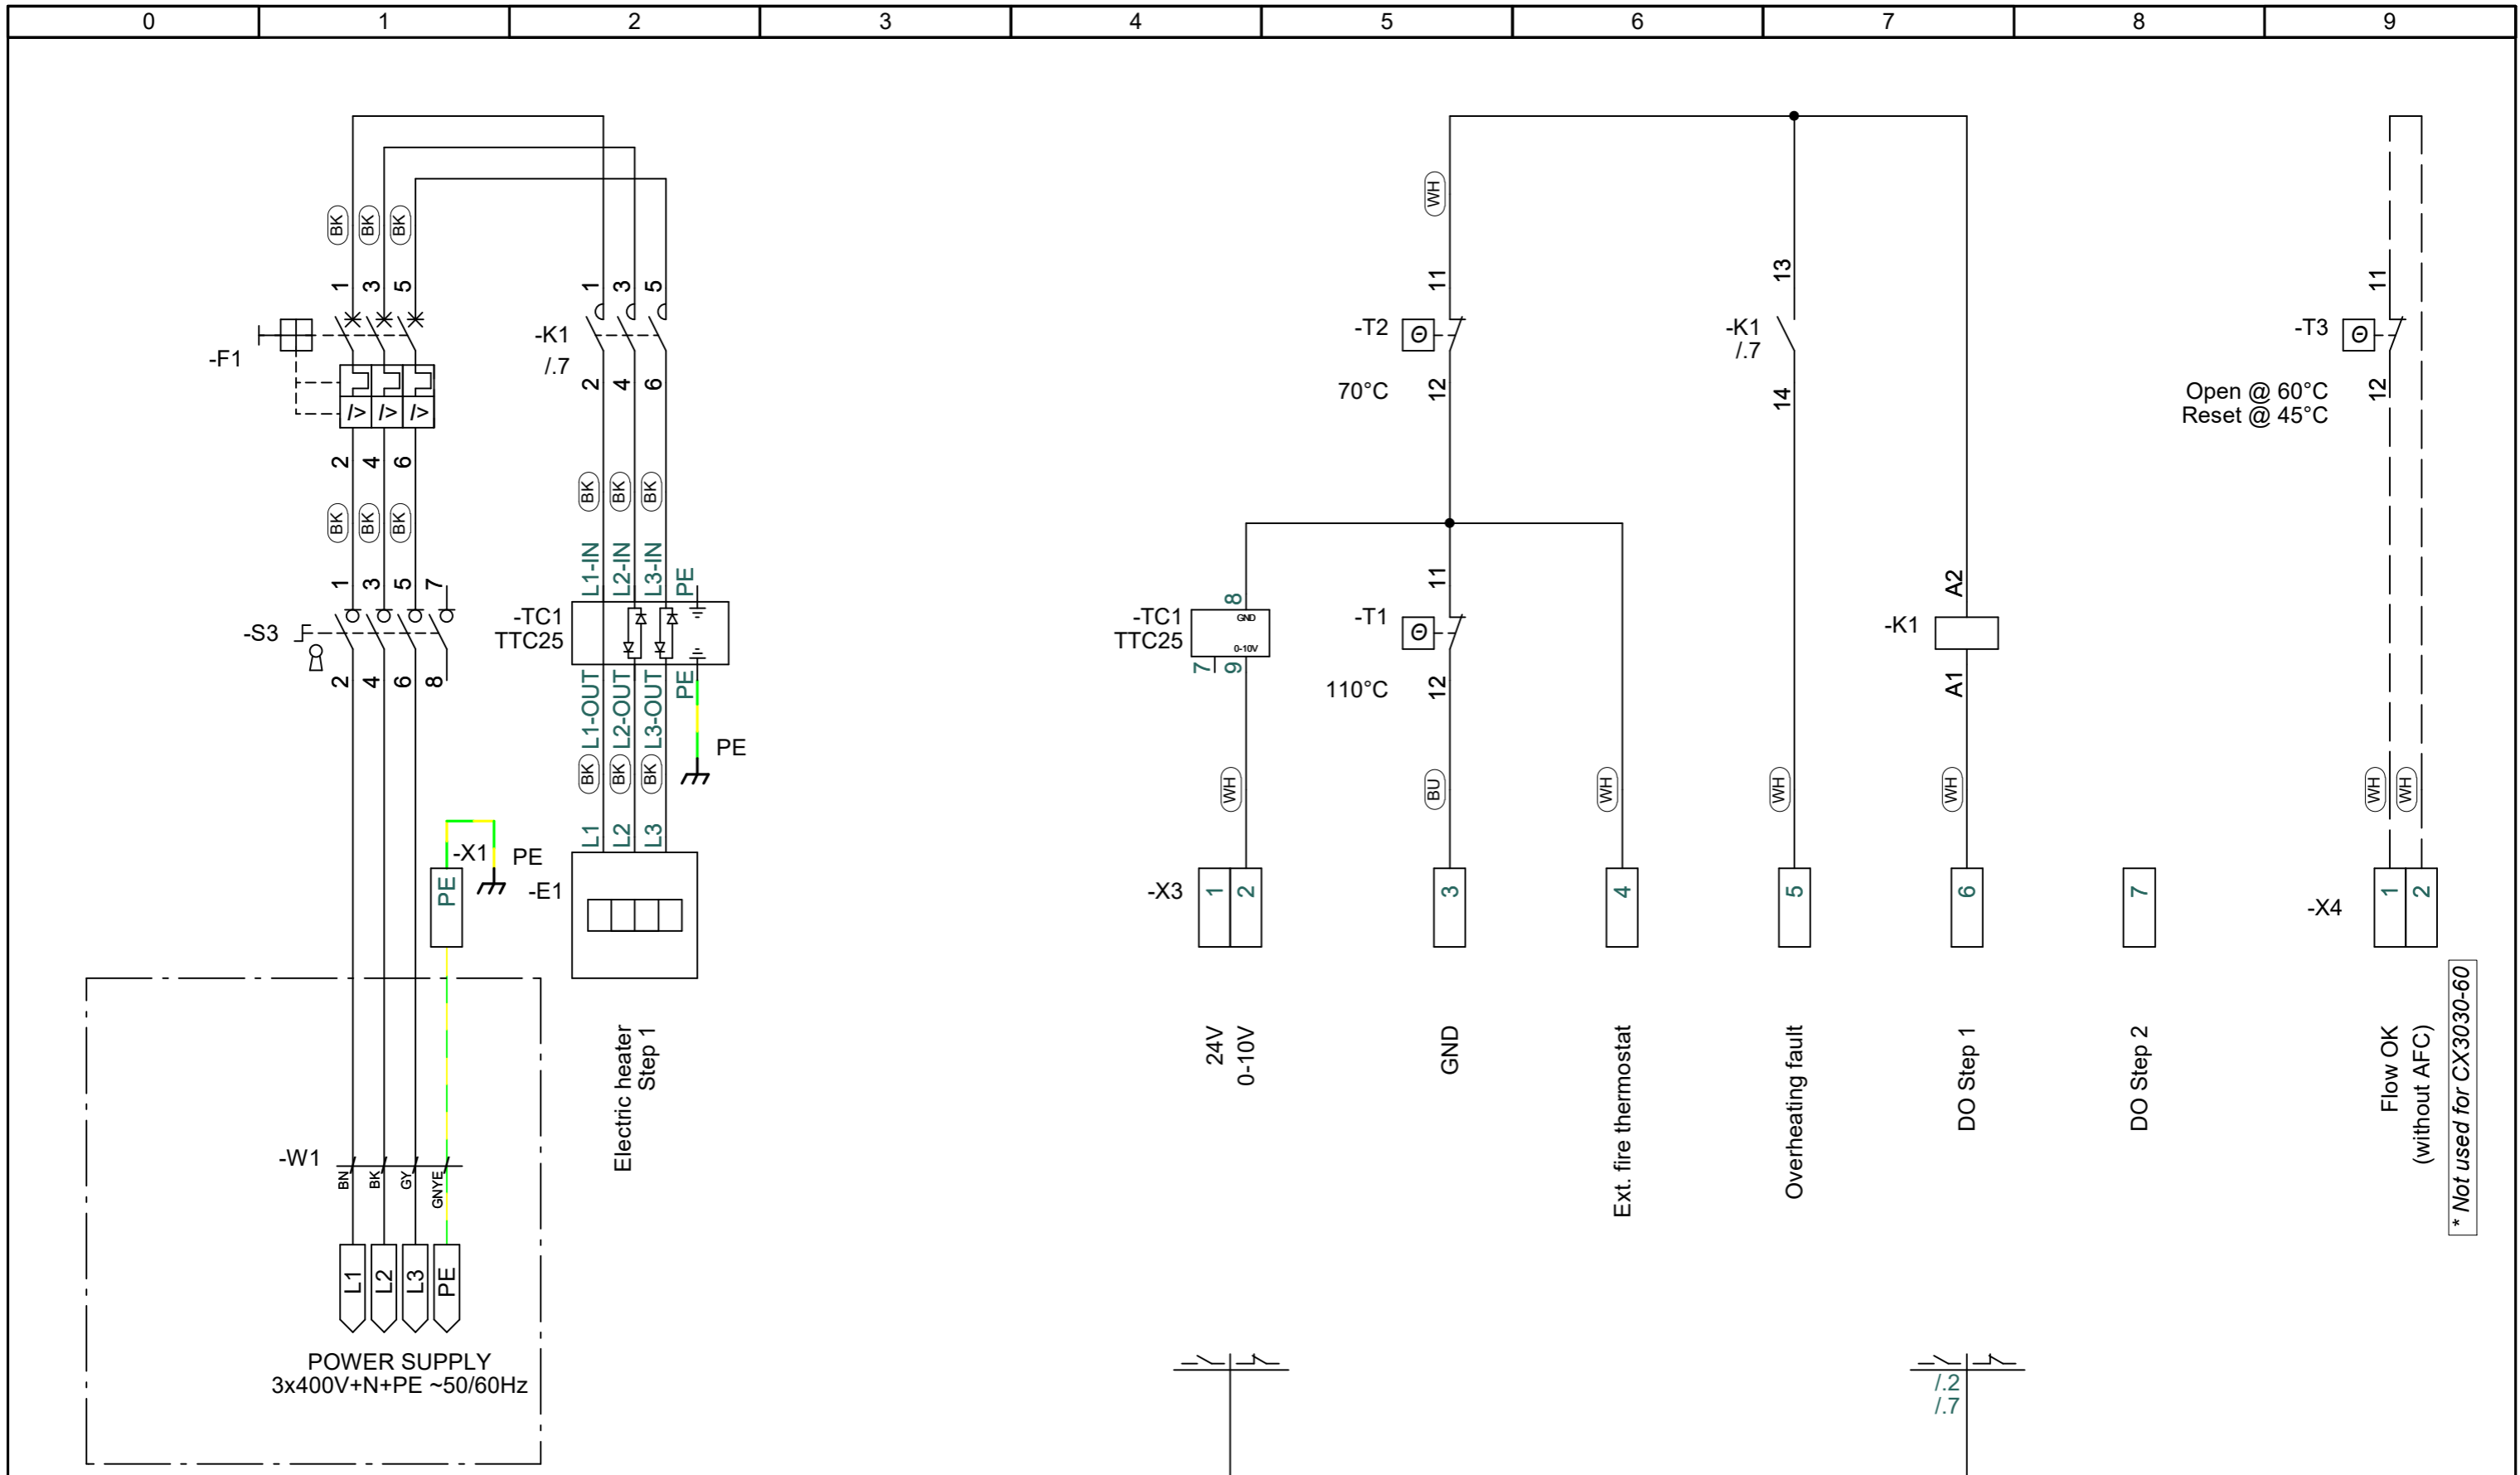 0 1 2 3 4 5 6 7 8 9
BK BK BK
1 3 5
-F1
I> I> I>
2 4 6
BK BK BK
1 3 5 7
-S3
2 4 6 8
-X1
PE
PE
-W1
BN BK GY GNYE
L1 L2 L3 PE
POWER SUPPLY
3x400V+N+PE ~50/60Hz
1 3 5
-K1
/.7
2 4 6
BK BK BK
L1-IN L2-IN L3-IN PE
-TC1
TTC25
L1-OUT L2-OUT L3-OUT PE
PE
BK BK BK
L1 L2 L3
-E1
Electric heater
Step 1
8
-TC1
TTC25
GND
0-10V
7 9
WH
-X3
1 2
24V
0-10V
WH
11
-T2
Θ
70°C
12
11
-T1
Θ
110°C
12
BU
3
GND
WH
4
Ext. fire thermostat
13
-K1
/.7
14
WH
5
Overheating fault
A2
-K1
A1
WH
6
DO Step 1
/.2
/.7
7
DO Step 2
11
-T3
Θ
Open @ 60°C
Reset @ 45°C
12
WH WH
-X4
1 2
Flow OK
(without AFC)
* Not used for CX3030-60